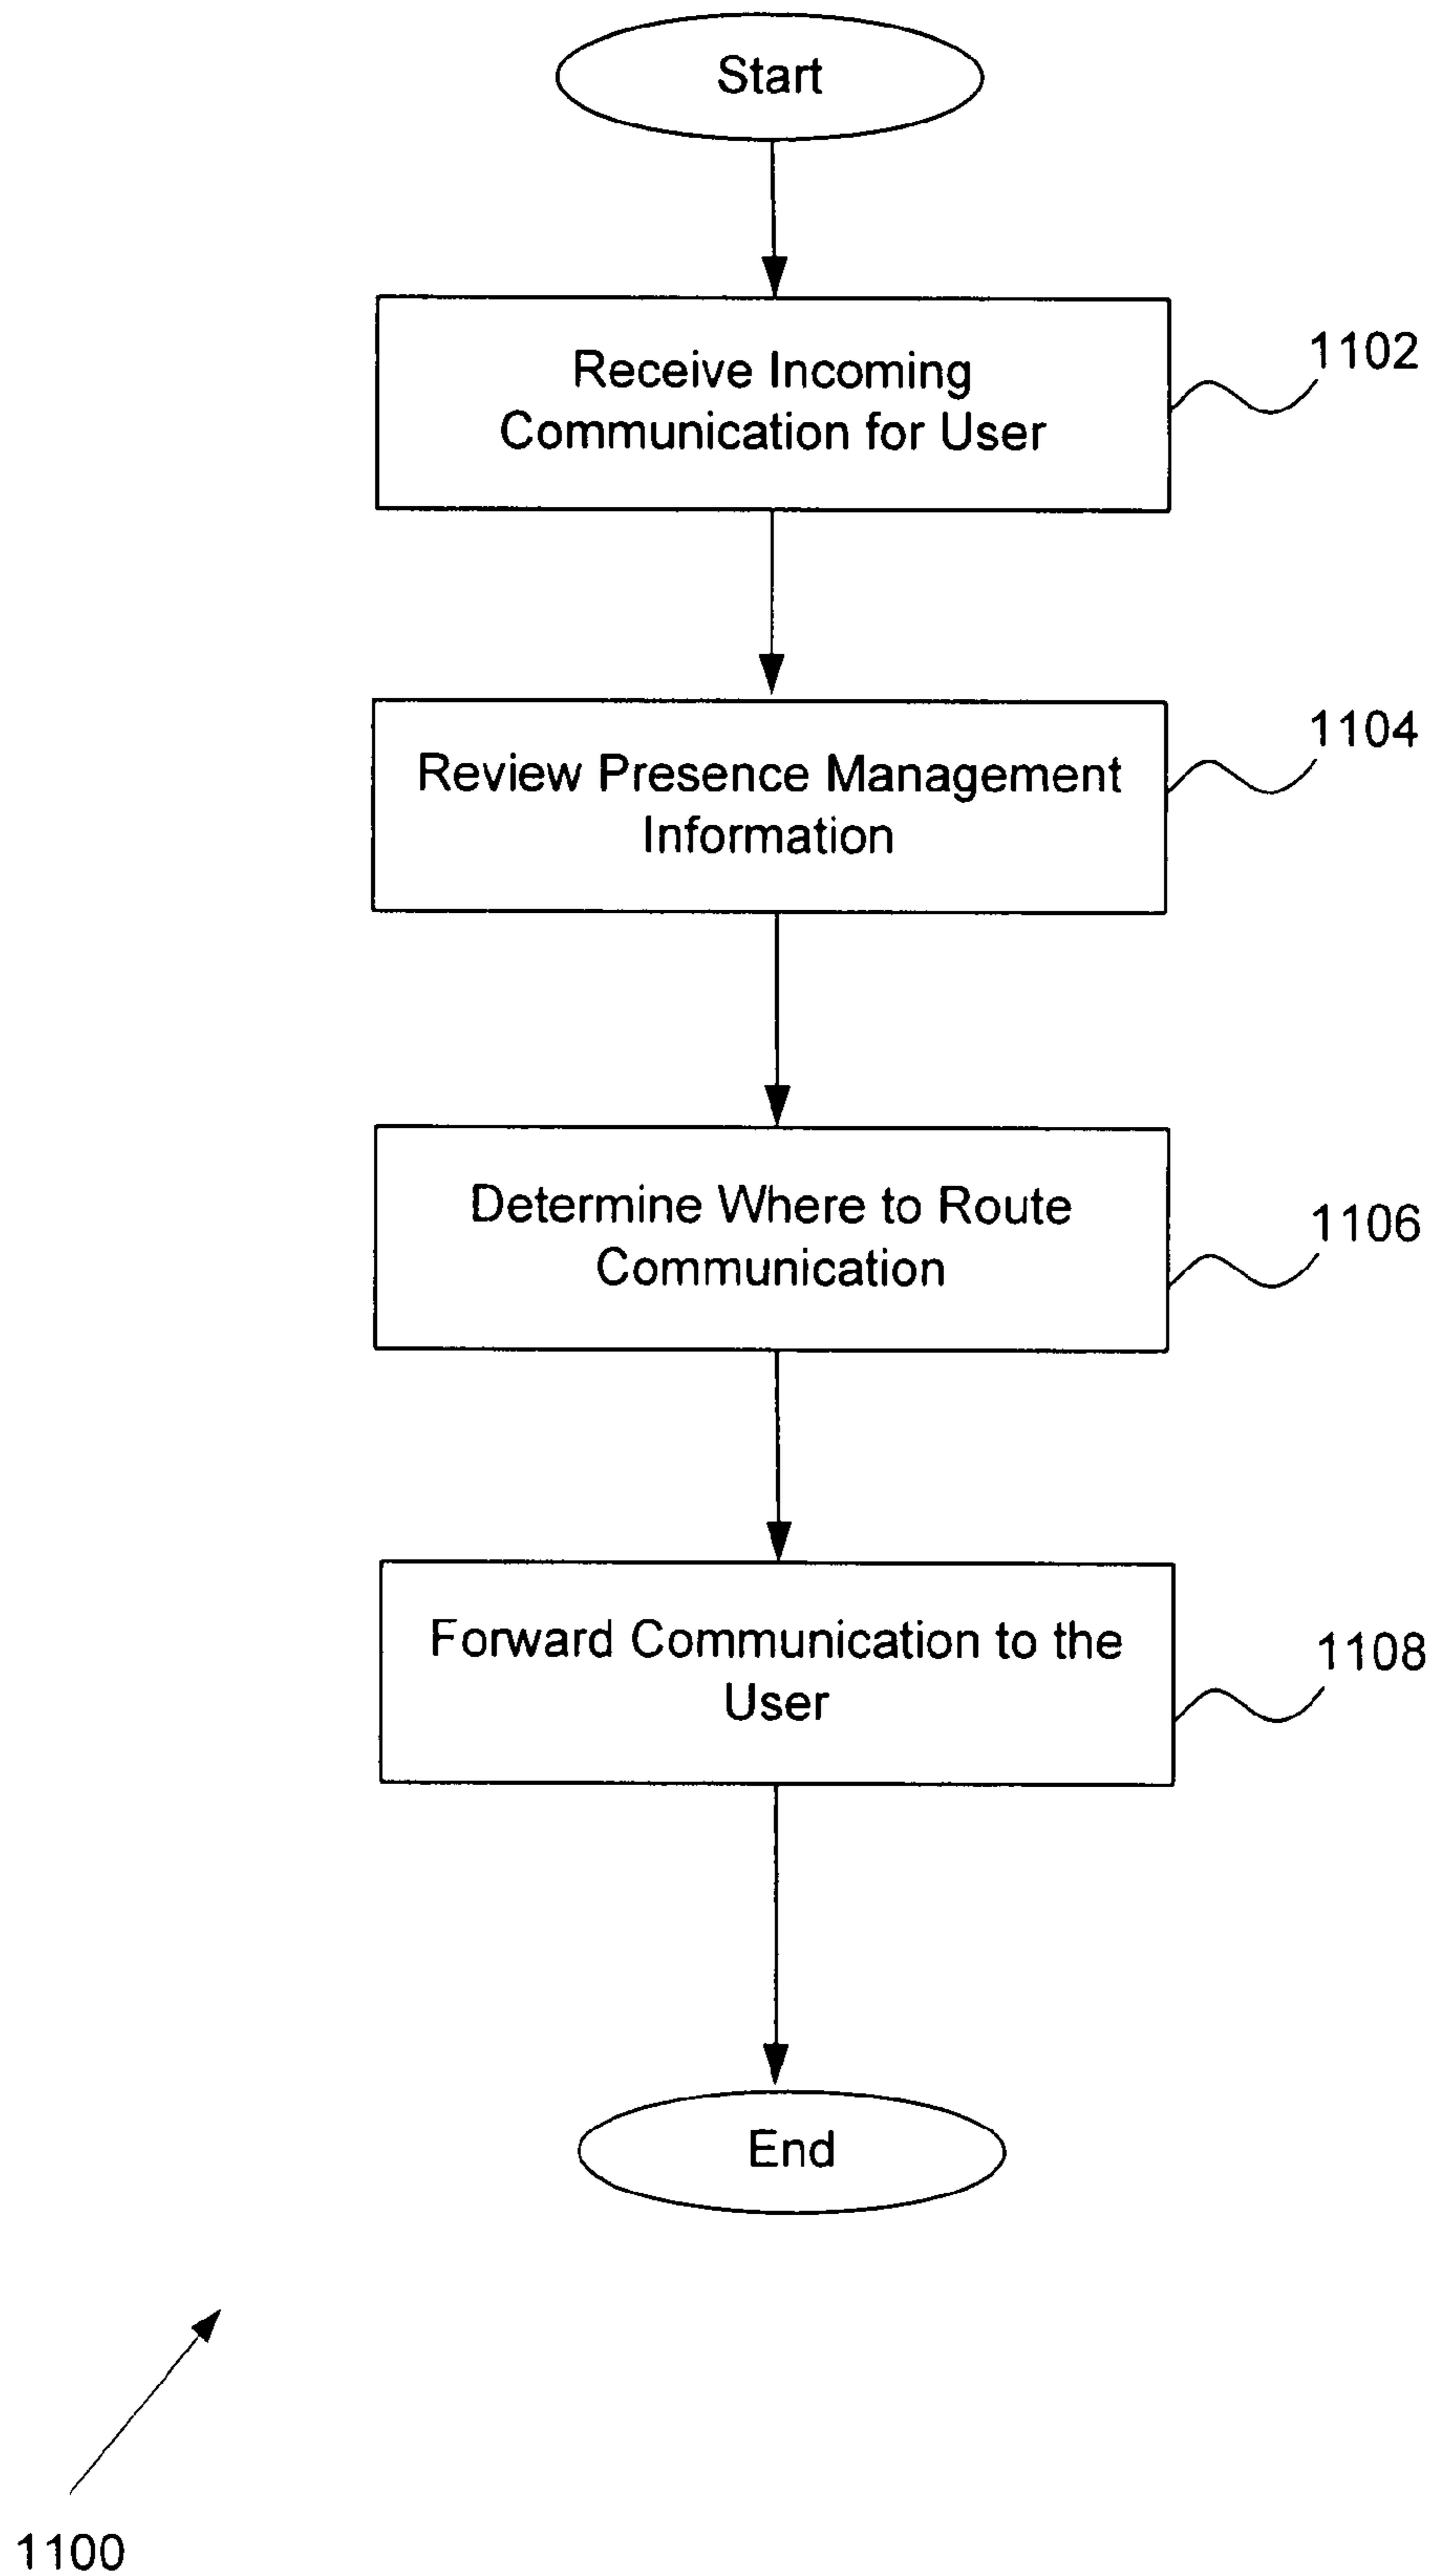 Start
Receive Incoming
Communication for User
1102
Review Presence Management
Information
1104
Determine Where to Route
Communication
1106
Forward Communication to the
User
1108
End
1100